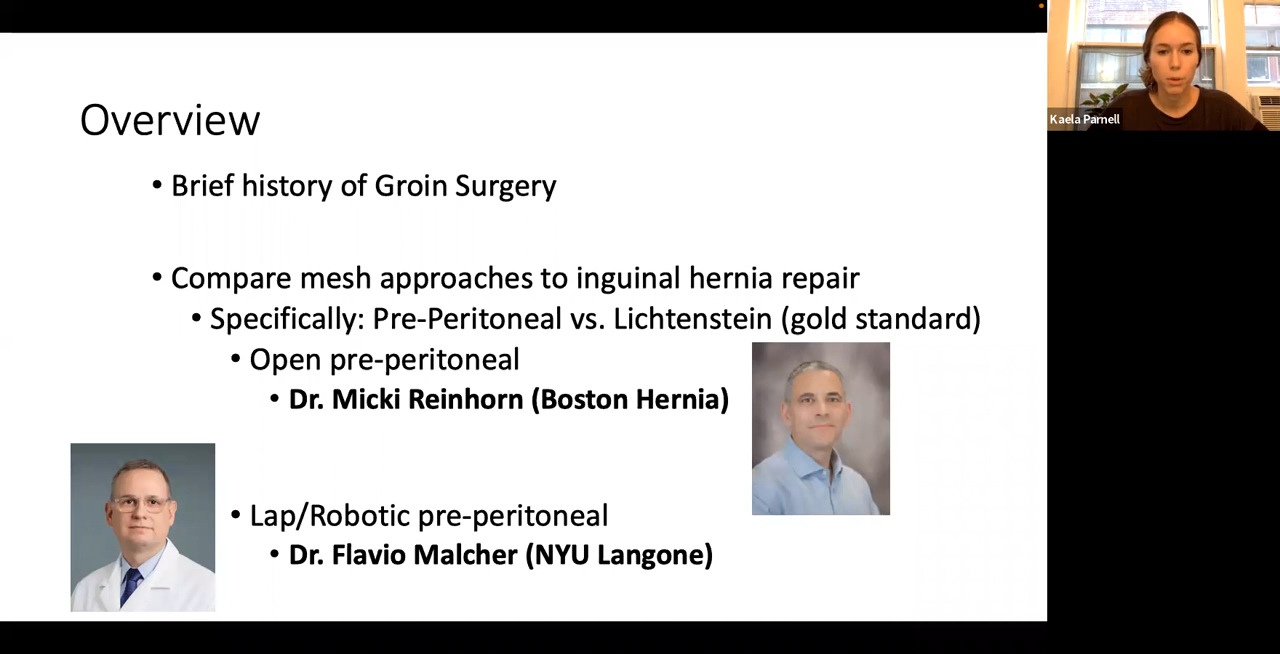 Overview
• Brief history of Groin Surgery
• Compare mesh approaches to inguinal hernia repair
• Specifically: Pre-Peritoneal vs. Lichtenstein (gold standard)
• Open pre-peritoneal
• Dr. Micki Reinhorn (Boston Hernia)
• Lap/Robotic pre-peritoneal
• Dr. Flavio Malcher (NYU Langone)
Kaela Parnell